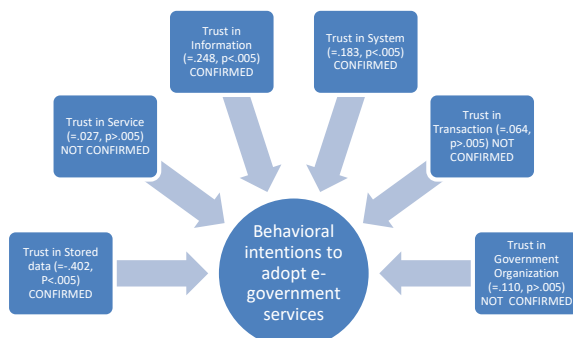 Trust in
Information
(=.248, p<.005)
CONFIRMED
Trust in System
(=.183, p<.005)
CONFIRMED
Trust in Service
(=.027, p>.005)
NOT CONFIRMED
Trust in
Transaction (=.064,
p>.005) NOT
CONFIRMED
Trust in Stored
data (=-.402,
P<.005)
CONFIRMED
Behavioral
intentions to
adopt e-
government
services
Trust in
Government
Organization
(=.110, p>.005)
NOT CONFIRMED